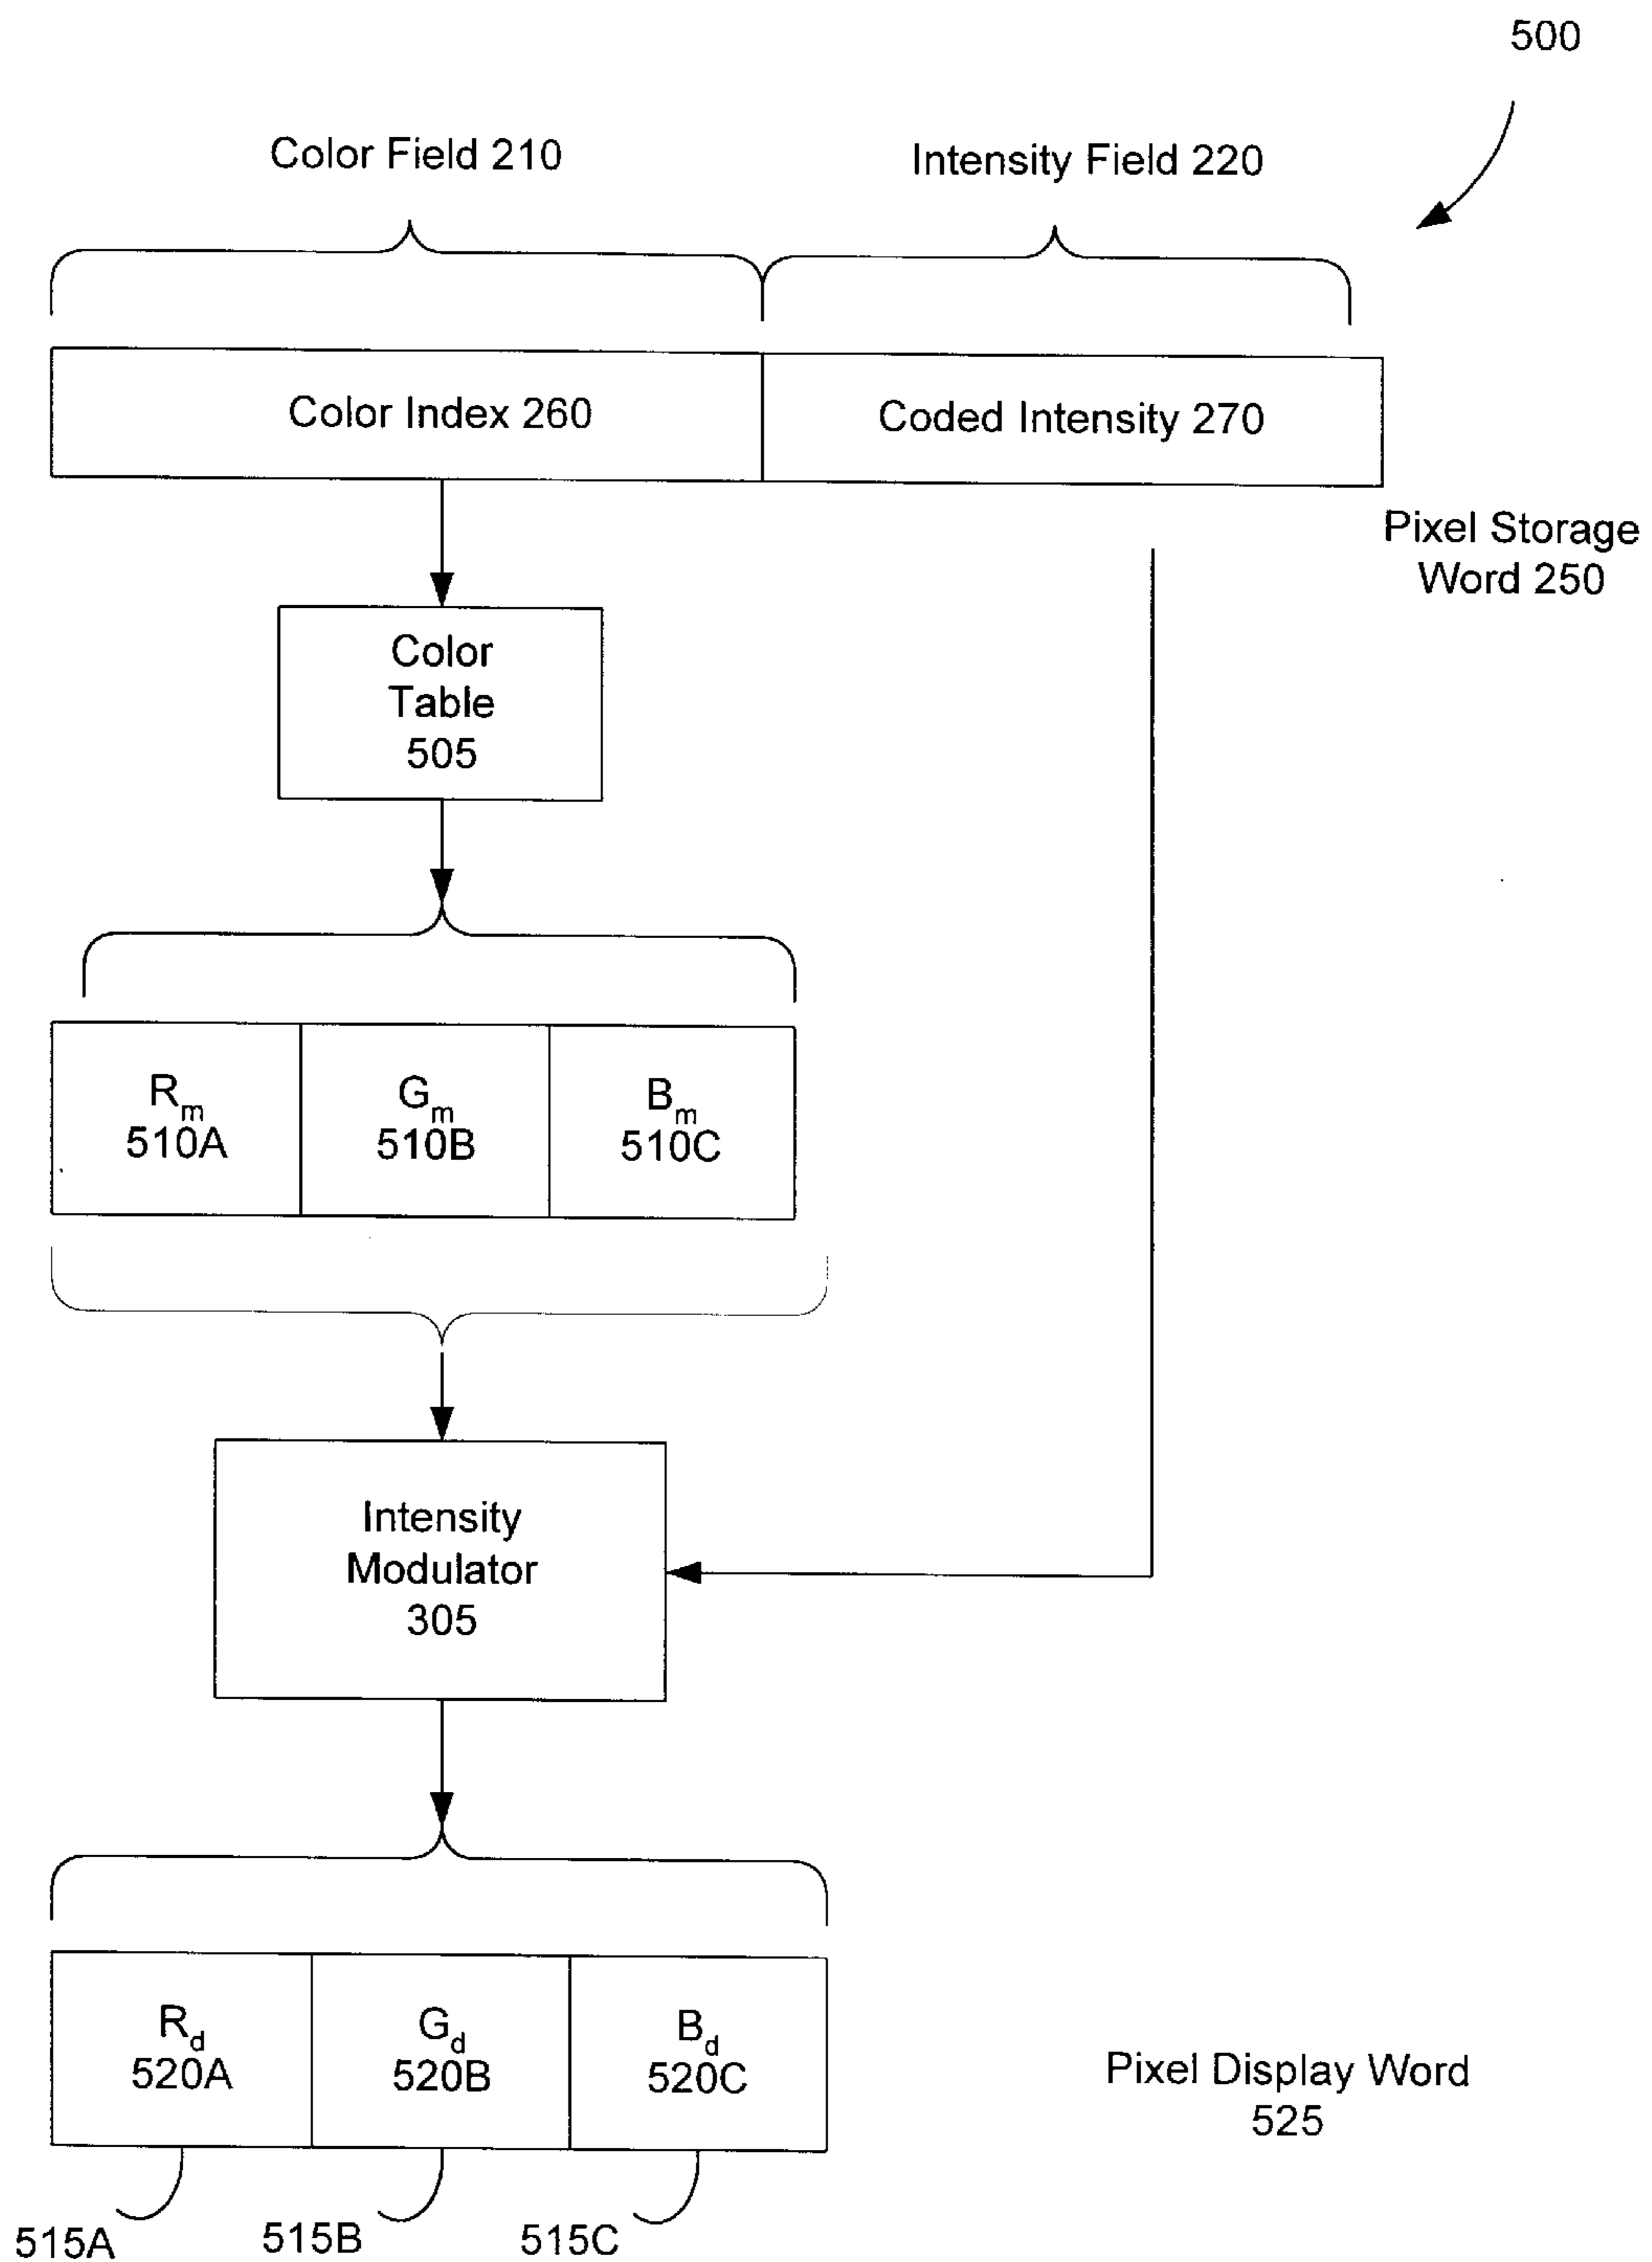 500
Color Field 210
Intensity Field 220
Color Index 260
Coded Intensity 270
Pixel Storage
Word 250
Color
Table
505
Rm
510A
Gm
510B
Bm
510C
Intensity
Modulator
305
Rd
520A
Gd
520B
Bd
520C
Pixel Display Word
525
515A
515B
515C